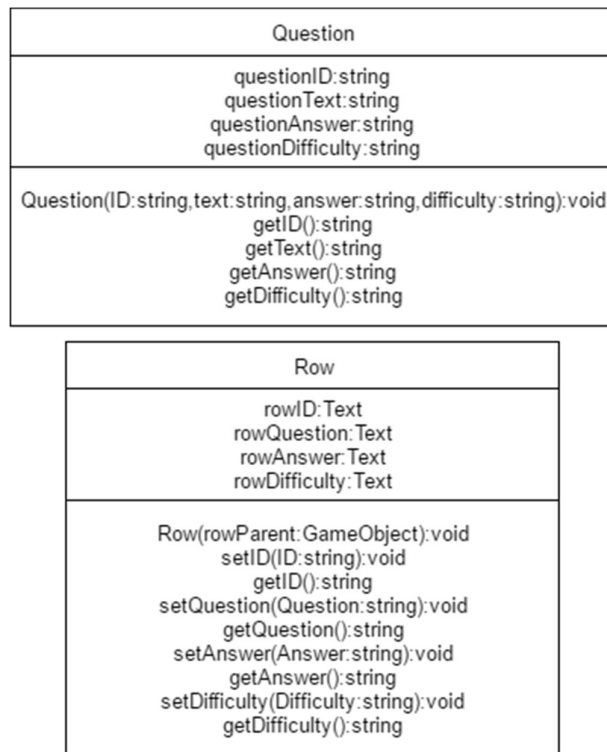 Question
questionID:string
questionText:string
questionAnswer:string
questionDifficulty:string
Question(ID:string,text:string,answer:string,difficulty:string):void
getID():string
getText():string
getAnswer():string
getDifficulty():string
Row
rowID:Text
rowQuestion:Text
rowAnswer:Text
rowDifficulty:Text
Row(rowParent:GameObject):void
setID(ID:string):void
getID():string
setQuestion(Question:string):void
getQuestion():string
setAnswer(Answer:string):void
getAnswer():string
setDifficulty(Difficulty:string):void
getDifficulty():string